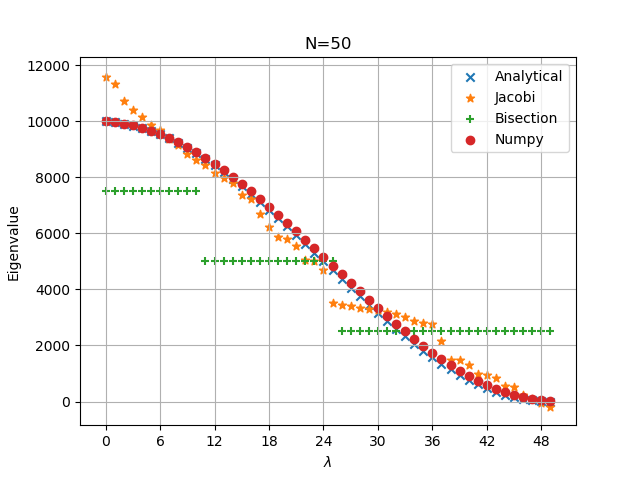 N=50
12000
10000
8000
6000
4000
2000
0
Eigenvalue
Analytical
Jacobi
Bisection
Numpy
0 6 12 18 24 30 36 42 48
λ